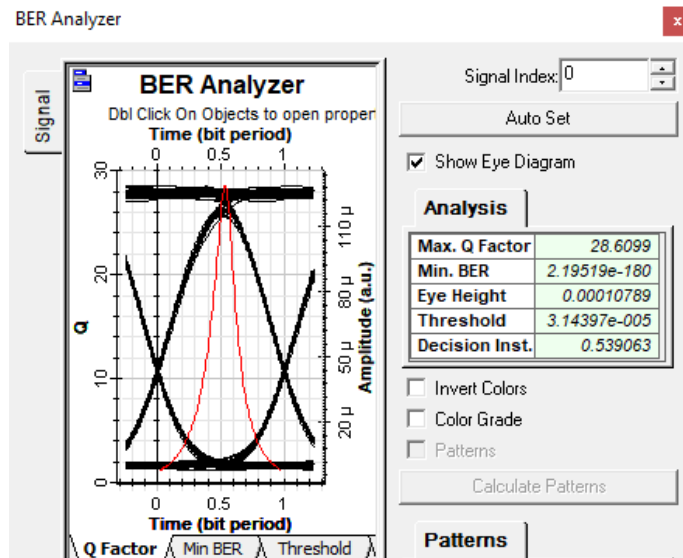 BER Analyzer
x
Signal
BER Analyzer
Dbl Click On Objects to open proper
Time (bit period)
0 0.5 1
30
20
10
0
Q
110 µ
80 µ
50 µ
20 µ
Amplitude (a.u.)
0 0.5 1
Time (bit period)
Q Factor Min BER Threshold
Signal Index: 0
Auto Set
Show Eye Diagram
Analysis
Max. Q Factor 28.6099
Min. BER 2.19519e-180
Eye Height 0.00010789
Threshold 3.14397e-005
Decision Inst. 0.539063
Invert Colors
Color Grade
Patterns
Calculate Patterns
Patterns